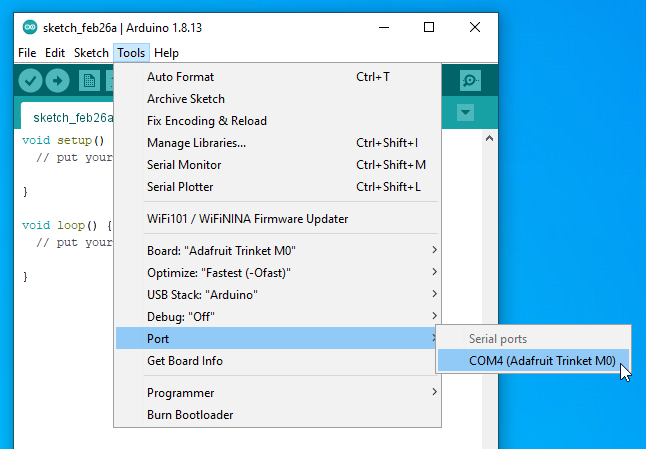 sketch_feb26a | Arduino 1.8.13
File Edit Sketch Tools Help
sketch_feb26a
void setup()
// put your
}
void loop() {
// put your
}
Auto Format Ctrl+T
Archive Sketch
Fix Encoding & Reload
Manage Libraries... Ctrl+Shift+I
Serial Monitor Ctrl+Shift+M
Serial Plotter Ctrl+Shift+L
WiFi101 / WiFiNINA Firmware Updater
Board: "Adafruit Trinket M0"
Optimize: "Fastest (-Ofast)"
USB Stack: "Arduino"
Debug: "Off"
Port
Get Board Info
Programmer
Burn Bootloader
Serial ports
COM4 (Adafruit Trinket M0)